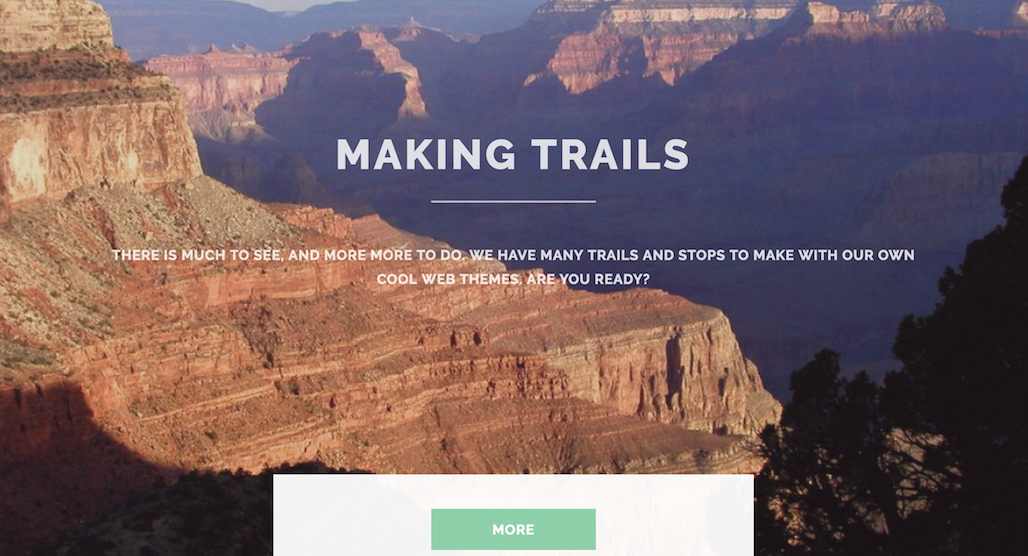 MAKING TRAILS
THERE IS MUCH TO SEE, AND MORE MORE TO DO. WE HAVE MANY TRAILS AND STOPS TO MAKE WITH OUR OWN
COOL WEB THEMES. ARE YOU READY?
MORE